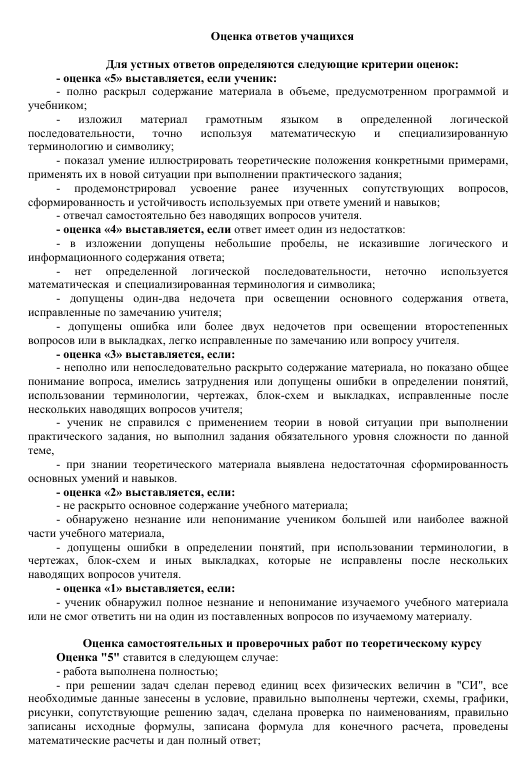 Оценка ответов учащихся
Для устных ответов определяются следующие критерии оценок:
- оценка «5» выставляется, если ученик:
- полно раскрыл содержание материала в объеме, предусмотренном программой и
учебником;
- изложил материал грамотным языком в определенной логической
последовательности, точно используя математическую и специализированную
терминологию и символику;
- показал умение иллюстрировать теоретические положения конкретными примерами,
применять их в новой ситуации при выполнении практического задания;
- продемонстрировал усвоение ранее изученных сопутствующих вопросов,
сформированность и устойчивость используемых при ответе умений и навыков;
- отвечал самостоятельно без наводящих вопросов учителя.
- оценка «4» выставляется, если ответ имеет один из недостатков:
- в изложении допущены небольшие пробелы, не исказившие логического и
информационного содержания ответа;
- нет определенной логической последовательности, неточно используется
математическая и специализированная терминология и символика;
- допущены один-два недочета при освещении основного содержания ответа,
исправленные по замечанию учителя;
- допущены ошибка или более двух недочетов при освещении второстепенных
вопросов или в выкладках, легко исправленные по замечанию или вопросу учителя.
- оценка «3» выставляется, если:
- неполно или непоследовательно раскрыто содержание материала, но показано общее
понимание вопроса, имелись затруднения или допущены ошибки в определении понятий,
использовании терминологии, чертежах, блок-схем и выкладках, исправленные после
нескольких наводящих вопросов учителя;
- ученик не справился с применением теории в новой ситуации при выполнении
практического задания, но выполнил задания обязательного уровня сложности по данной
теме,
- при знании теоретического материала выявлена недостаточная сформированность
основных умений и навыков.
- оценка «2» выставляется, если:
- не раскрыто основное содержание учебного материала;
- обнаружено незнание или непонимание учеником большей или наиболее важной
части учебного материала,
- допущены ошибки в определении понятий, при использовании терминологии, в
чертежах, блок-схем и иных выкладках, которые не исправлены после нескольких
наводящих вопросов учителя.
- оценка «1» выставляется, если:
- ученик обнаружил полное незнание и непонимание изучаемого учебного материала
или не смог ответить ни на один из поставленных вопросов по изучаемому материалу.
Оценка самостоятельных и проверочных работ по теоретическому курсу
Оценка "5" ставится в следующем случае:
- работа выполнена полностью;
- при решении задач сделан перевод единиц всех физических величин в "СИ", все
необходимые данные занесены в условие, правильно выполнены чертежи, схемы, графики,
рисунки, сопутствующие решению задач, сделана проверка по наименованиям, правильно
записаны исходные формулы, записана формула для конечного расчета, проведены
математические расчеты и дан полный ответ;